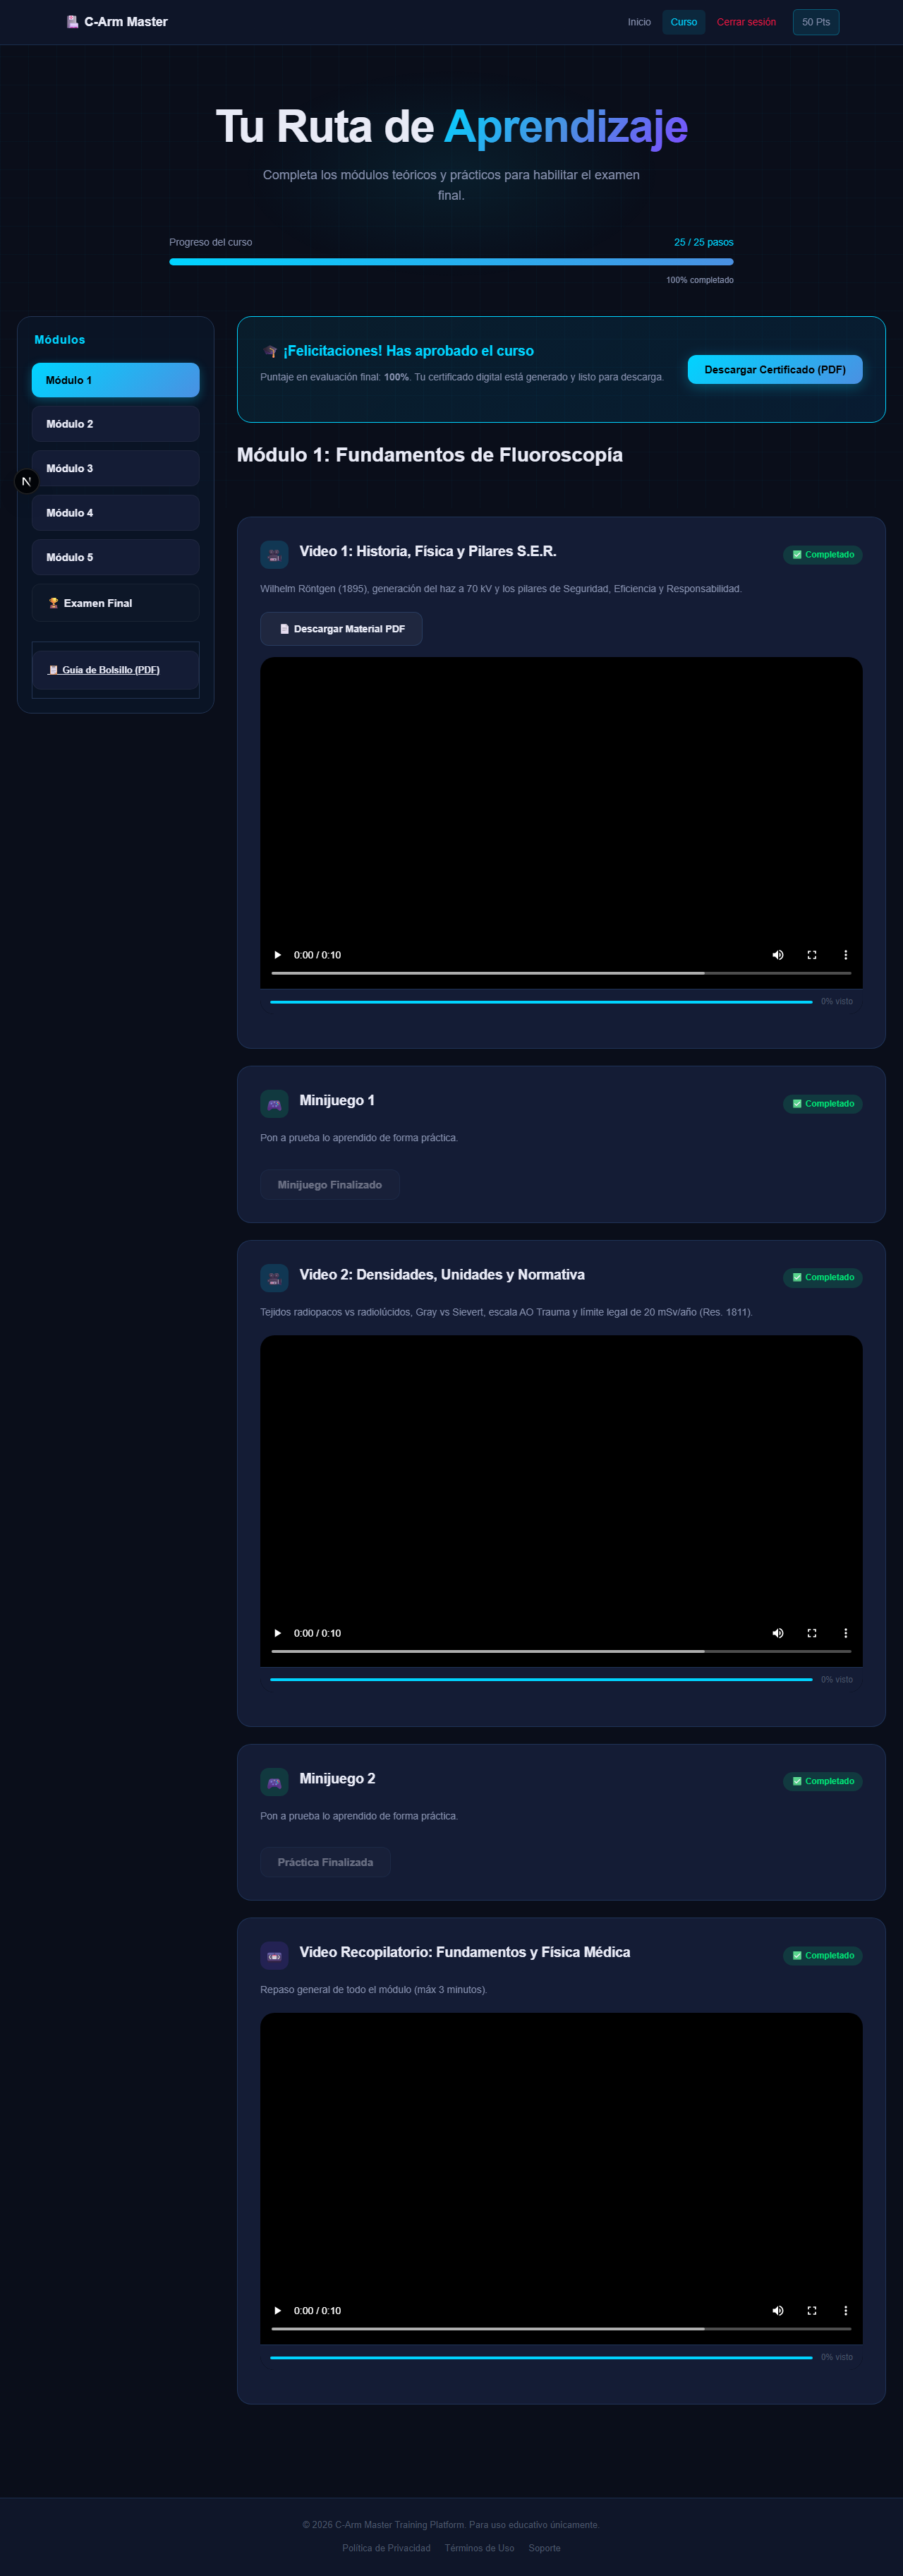 C-Arm Master
Inicio
Curso
Cerrar sesión
50 Pts
Tu Ruta de Aprendizaje
Completa los módulos teóricos y prácticos para habilitar el examen
final.
Progreso del curso
25 / 25 pasos
100% completado
Módulos
Módulo 1
Módulo 2
Módulo 3
Módulo 4
Módulo 5
Examen Final
Guía de Bolsillo (PDF)
N
¡Felicitaciones! Has aprobado el curso
Puntaje en evaluación final: 100%. Tu certificado digital está generado y listo para descarga.
Descargar Certificado (PDF)
Módulo 1: Fundamentos de Fluoroscopía
Video 1: Historia, Física y Pilares S.E.R.
Completado
Wilhelm Röntgen (1895), generación del haz a 70 kV y los pilares de Seguridad, Eficiencia y Responsabilidad.
Descargar Material PDF
0:00 / 0:10
0% visto
Minijuego 1
Completado
Pon a prueba lo aprendido de forma práctica.
Minijuego Finalizado
Video 2: Densidades, Unidades y Normativa
Completado
Tejidos radiopacos vs radiolúcidos, Gray vs Sievert, escala AO Trauma y límite legal de 20 mSv/año (Res. 1811).
0:00 / 0:10
0% visto
Minijuego 2
Completado
Pon a prueba lo aprendido de forma práctica.
Práctica Finalizada
Video Recopilatorio: Fundamentos y Física Médica
Completado
Repaso general de todo el módulo (máx 3 minutos).
0:00 / 0:10
0% visto
© 2026 C-Arm Master Training Platform. Para uso educativo únicamente.
Política de Privacidad
Términos de Uso
Soporte